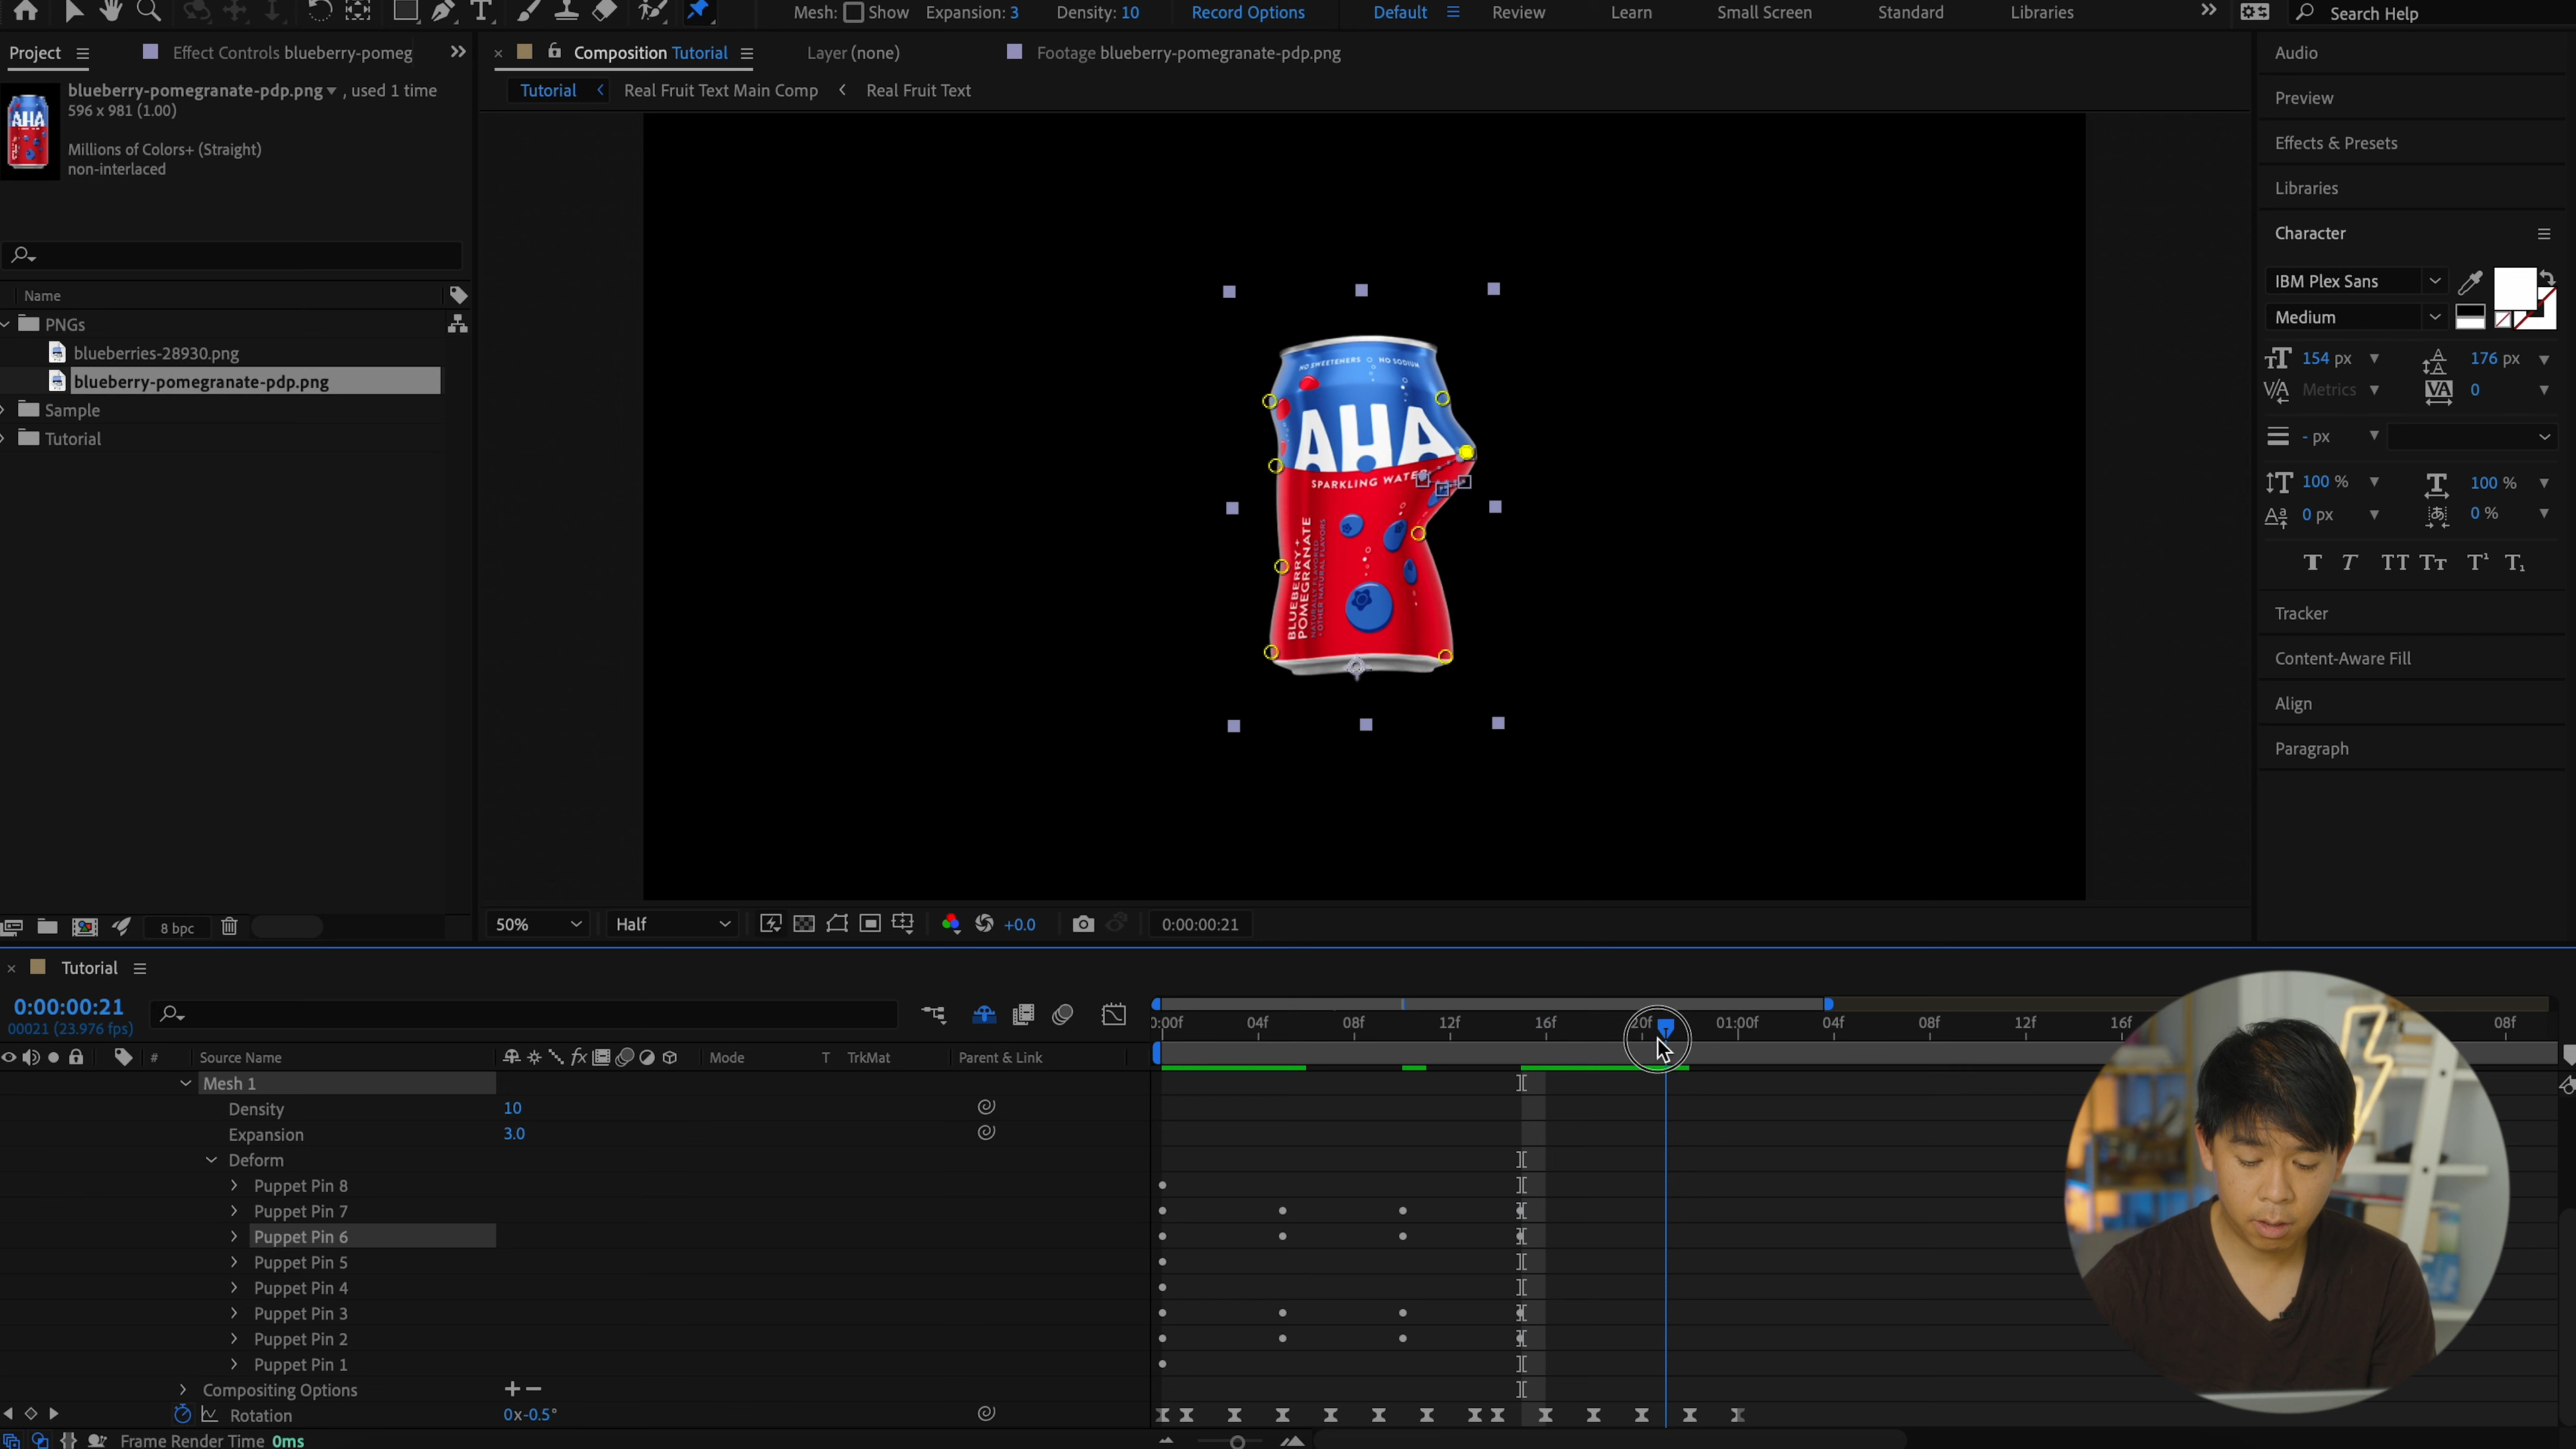 Mesh: Show Expansion: 3 Density: 10 Record Options Default Review Learn Small Screen Standard Libraries Search Help
Project Effect Controls blueberry-pomeg
Composition Tutorial Layer (none) Footage blueberry-pomegranate-pdp.png
Tutorial Real Fruit Text Main Comp Real Fruit Text
blueberry-pomegranate-pdp.png , used 1 time
596 x 981 (1.00)
Millions of Colors+ (Straight)
non-interlaced
Name
PNGs
blueberries-28930.png
blueberry-pomegranate-pdp.png
Sample
Tutorial
8 bpc
NO SWEETENERS NO SODIUM
AHA
SPARKLING WATER
BLUEBERRY +
POMEGRANATE
NATURALLY FLAVORED
+ OTHER NATURAL FLAVORS
50% Half +0.0 0:00:00:21
Audio
Preview
Effects & Presets
Libraries
Character
IBM Plex Sans
Medium
154 px 176 px
Metrics 0
- px
100 % 100 %
0 px 0 %
Tracker
Content-Aware Fill
Align
Paragraph
Tutorial
0:00:00:21
00021 (23.976 fps)
0:00f 04f 08f 12f 16f 20f 01:00f 04f 08f 12f 16f 08f
# Source Name Mode T TrkMat Parent & Link
Mesh 1
Density 10
Expansion 3.0
Deform
Puppet Pin 8
Puppet Pin 7
Puppet Pin 6
Puppet Pin 5
Puppet Pin 4
Puppet Pin 3
Puppet Pin 2
Puppet Pin 1
Compositing Options
Rotation 0x-0.5°
Frame Render Time 0ms